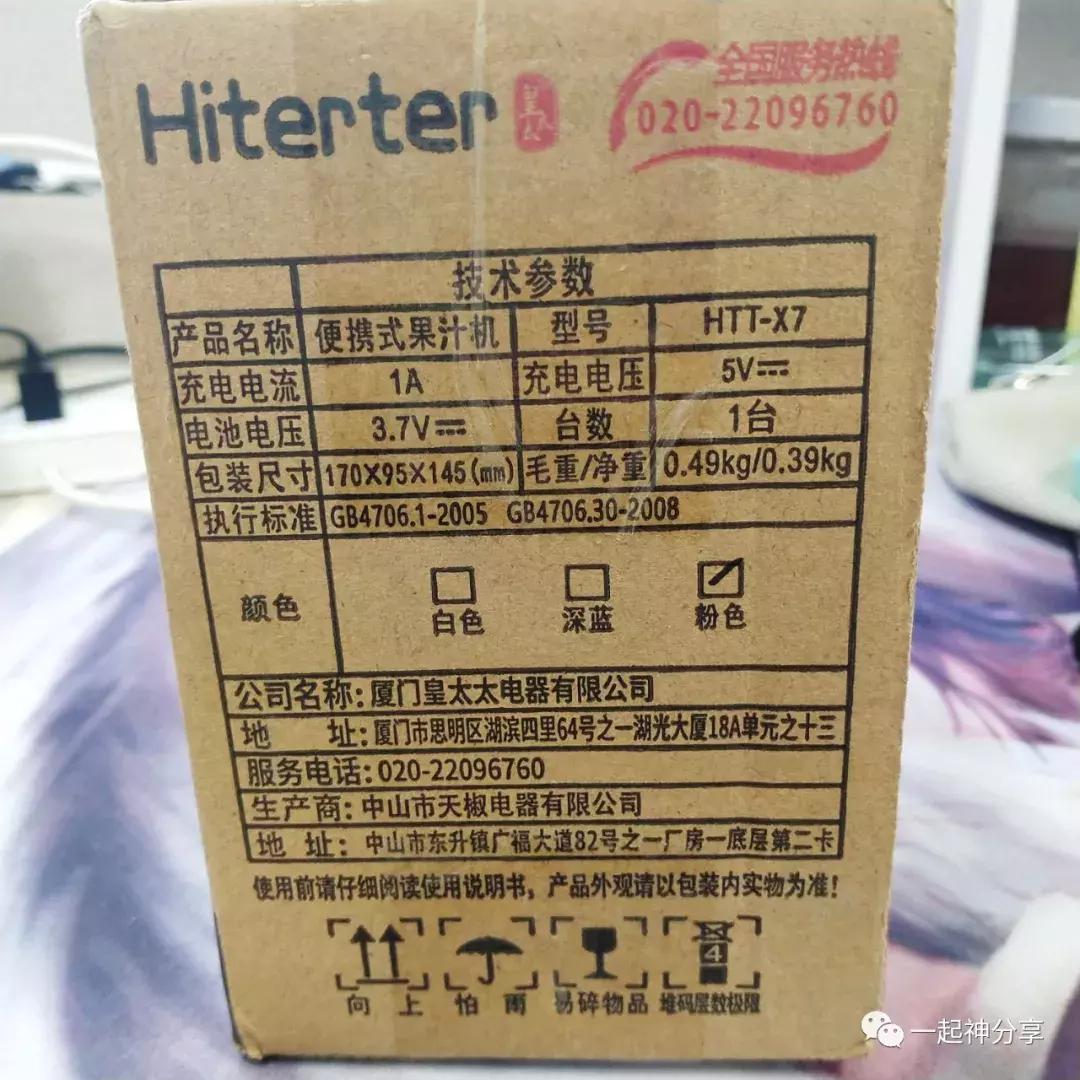 Hiterter
全国服务热线
020-22096760
技术参数
产品名称 便携式果汁机 型号 HTT-X7
充电电流 1A 充电电压 5V⎓
电池电压 3.7V⎓ 台数 1台
包装尺寸 170X95X145(mm) 毛重/净重 0.49kg/0.39kg
执行标准 GB4706.1-2005 GB4706.30-2008
颜色 白色 深蓝 粉色
公司名称:厦门皇太太电器有限公司
地 址:厦门市思明区湖滨四里64号之一湖光大厦18A单元之十三
服务电话:020-22096760
生产商:中山市天椒电器有限公司
地 址:中山市东升镇广福大道82号之一厂房一底层第二卡
使用前请仔细阅读使用说明书,产品外观请以包装内实物为准!
4
向上 怕雨 易碎物品 堆码层数极限
一起神分享